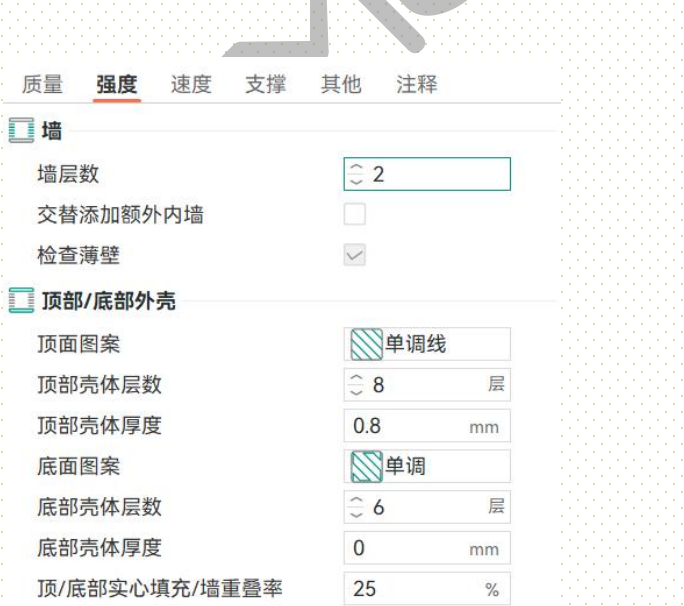 质量 强度 速度 支撑 其他 注释
墙
墙层数 2
交替添加额外内墙
检查薄壁
顶部/底部外壳
顶面图案 单调线
顶部壳体层数 8 层
顶部壳体厚度 0.8 mm
底面图案 单调
底部壳体层数 6 层
底部壳体厚度 0 mm
顶/底部实心填充/墙重叠率 25 %